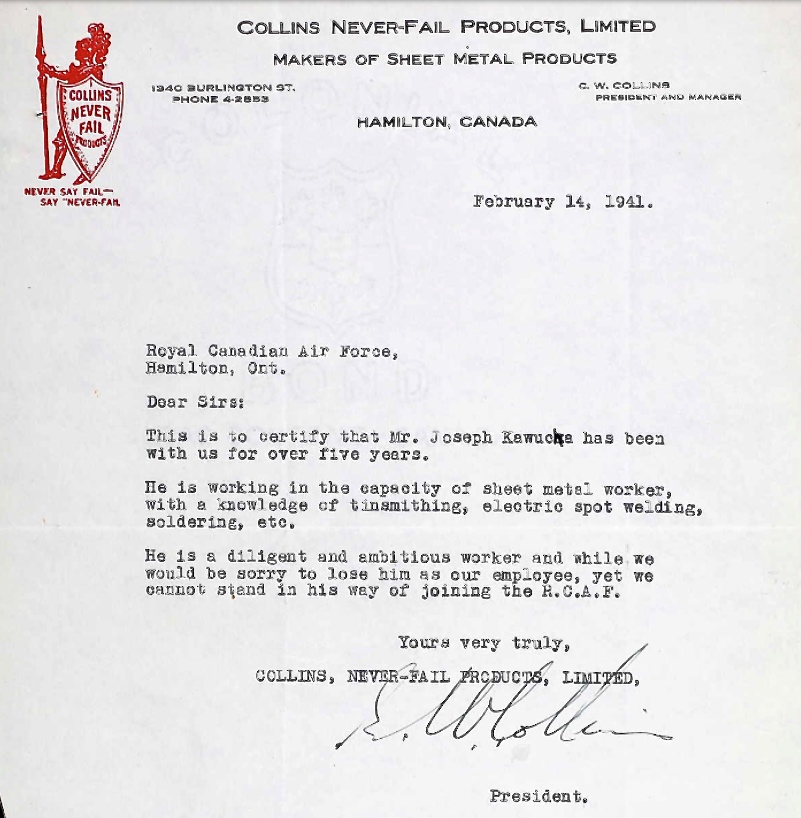 COLLINS NEVER-FAIL PRODUCTS, LIMITED
MAKERS OF SHEET METAL PRODUCTS
1340 BURLINGTON ST.
PHONE 4-2853
C. W. COLLINS
PRESIDENT AND MANAGER
HAMILTON, CANADA
COLLINS
NEVER
FAIL
PRODUCTS
NEVER SAY FAIL—
SAY "NEVER-FAIL
February 14, 1941.
Royal Canadian Air Force,
Hamilton, Ont.
Dear Sirs:
This is to certify that Mr. Joseph Kawucka has been
with us for over five years.
He is working in the capacity of sheet metal worker,
with a knowledge of tinsmithing, electric spot welding,
soldering, etc.
He is a diligent and ambitious worker and while we
would be sorry to lose him as our employee, yet we
cannot stand in his way of joining the R.C.A.F.
Yours very truly,
COLLINS, NEVER-FAIL PRODUCTS, LIMITED,
C. W. Collins
President.